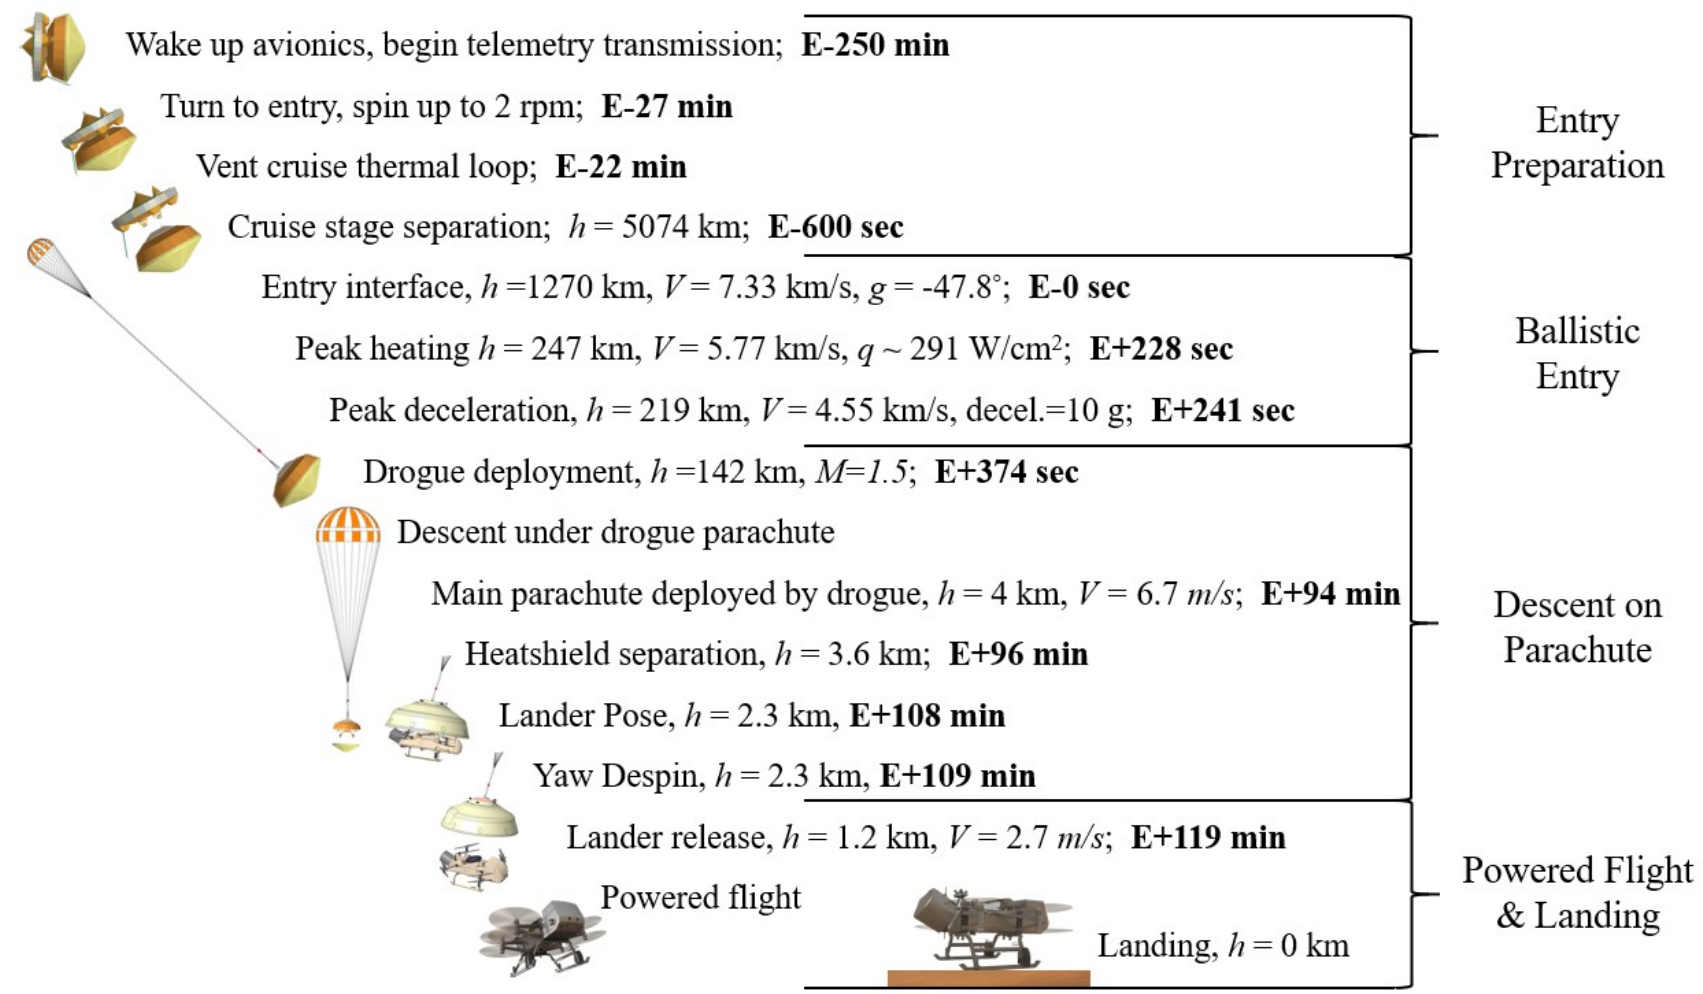 Wake up avionics, begin telemetry transmission; E-250 min
Turn to entry, spin up to 2 rpm; E-27 min
Vent cruise thermal loop; E-22 min
Cruise stage separation; h = 5074 km; E-600 sec
Entry
Preparation
Entry interface, h =1270 km, V = 7.33 km/s, g = -47.8°; E-0 sec
Peak heating h = 247 km, V = 5.77 km/s, q ~ 291 W/cm²; E+228 sec
Peak deceleration, h = 219 km, V = 4.55 km/s, decel.=10 g; E+241 sec
Ballistic
Entry
Drogue deployment, h =142 km, M=1.5; E+374 sec
Descent under drogue parachute
Main parachute deployed by drogue, h = 4 km, V = 6.7 m/s; E+94 min
Heatshield separation, h = 3.6 km; E+96 min
Lander Pose, h = 2.3 km, E+108 min
Yaw Despin, h = 2.3 km, E+109 min
Descent on
Parachute
Lander release, h = 1.2 km, V = 2.7 m/s; E+119 min
Powered flight
Landing, h = 0 km
Powered Flight
& Landing